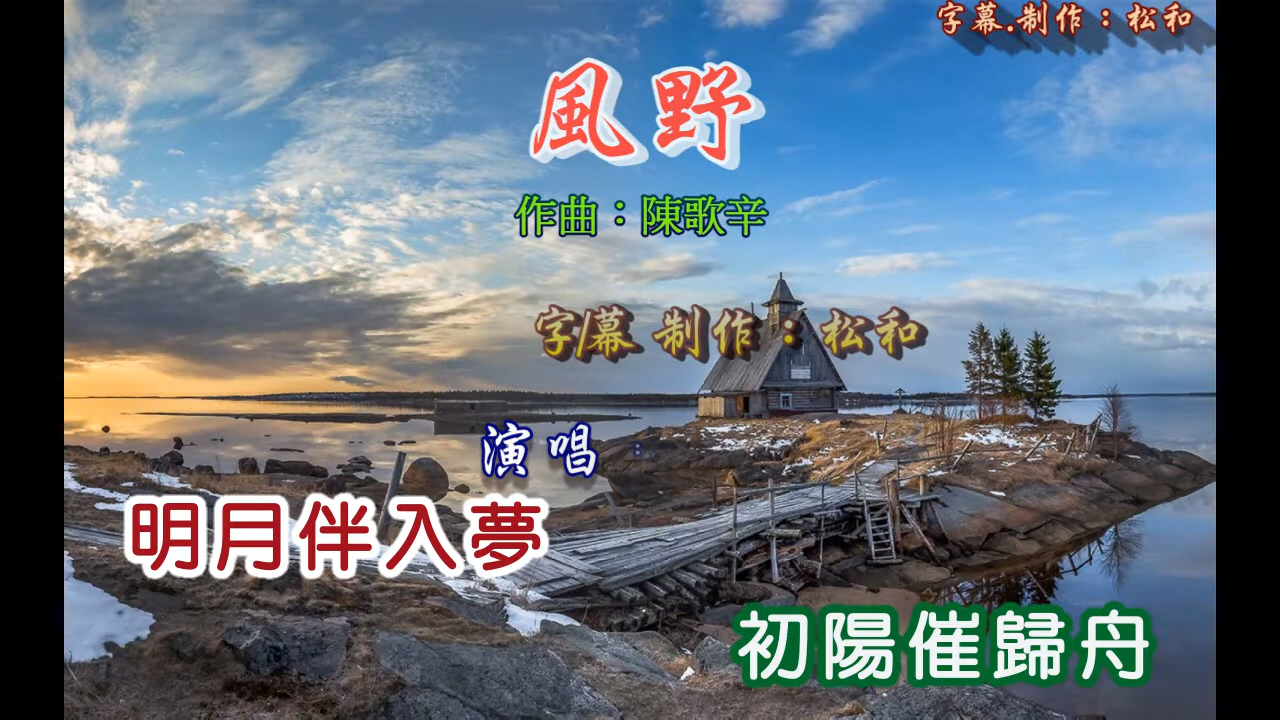 字幕.制作：松和
風野
作曲：陳歌辛
字/幕 制作：松和
演唱：
明月伴入夢
初陽催歸舟